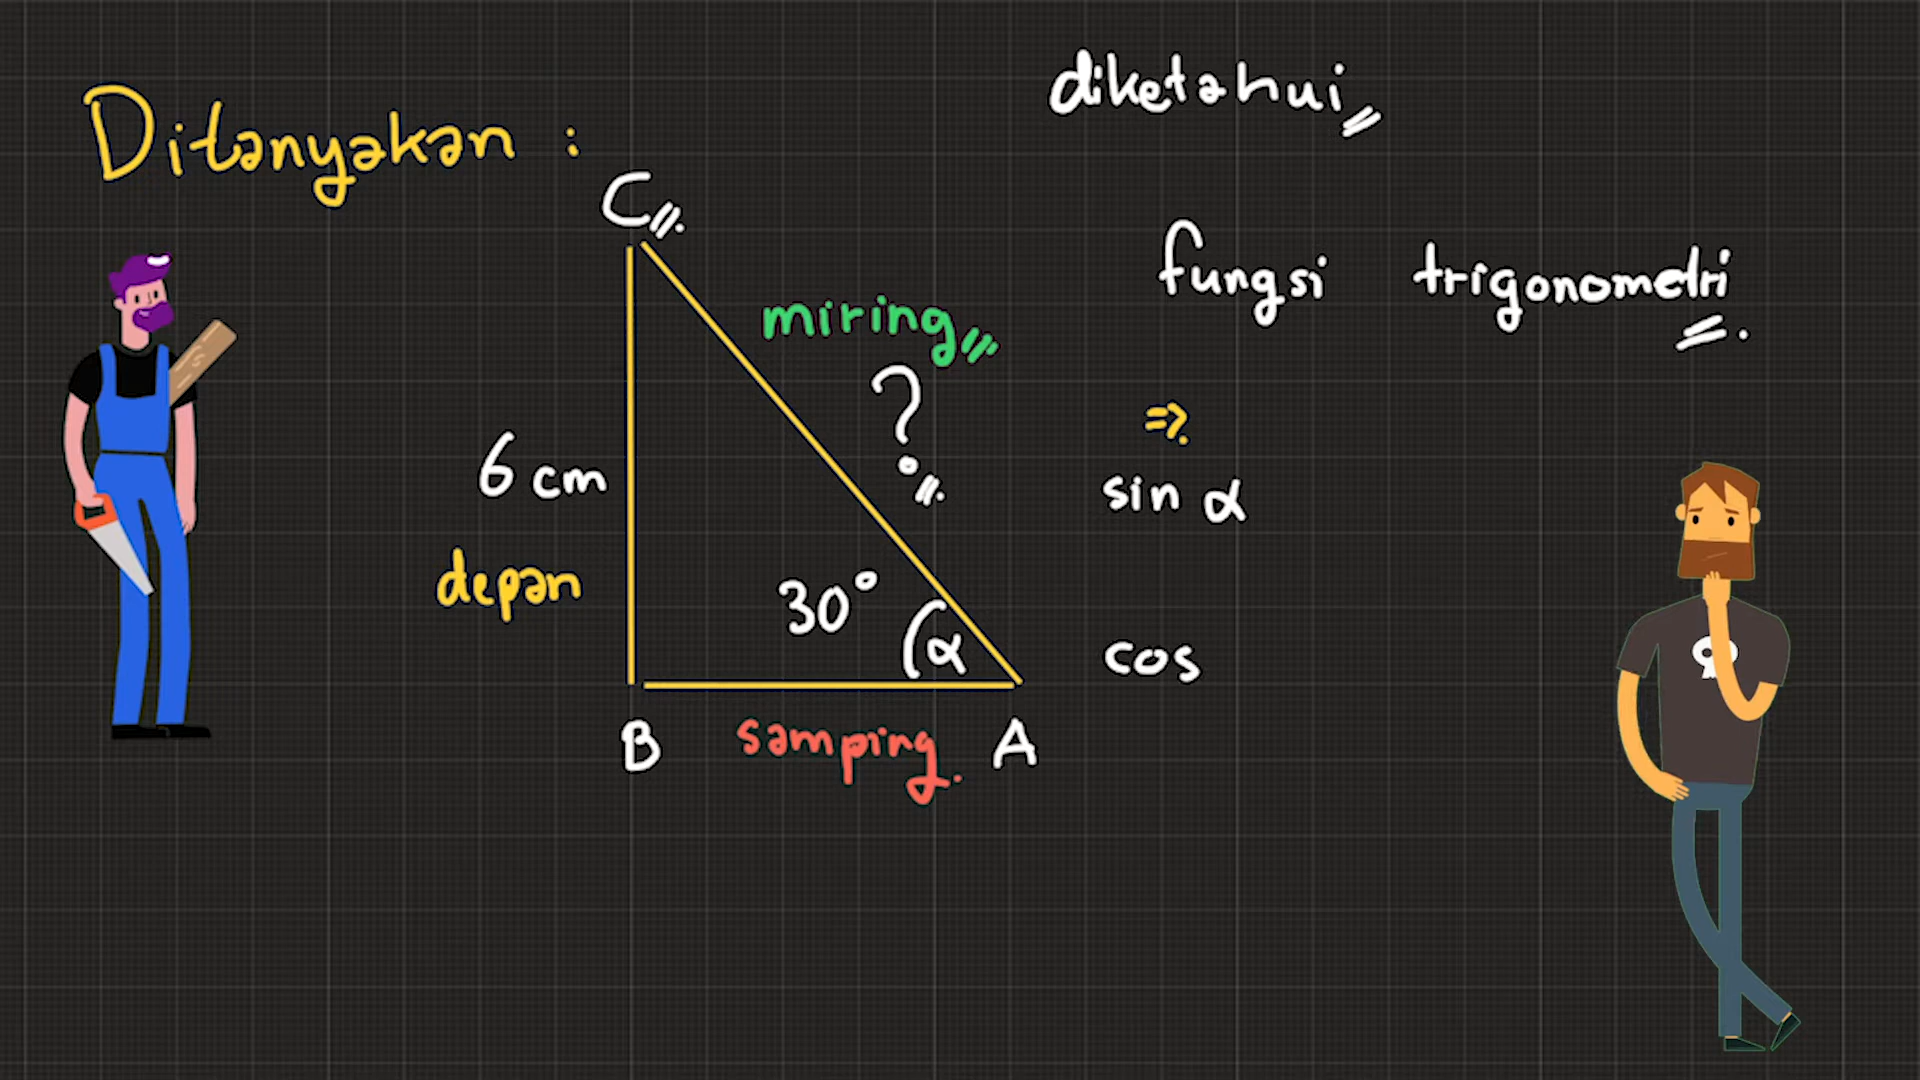 Ditanyakan :
diketahui
C
fungsi trigonometri
miring
?
=>
6 cm
sin α
depan
30°
α
cos
B
samping.
A